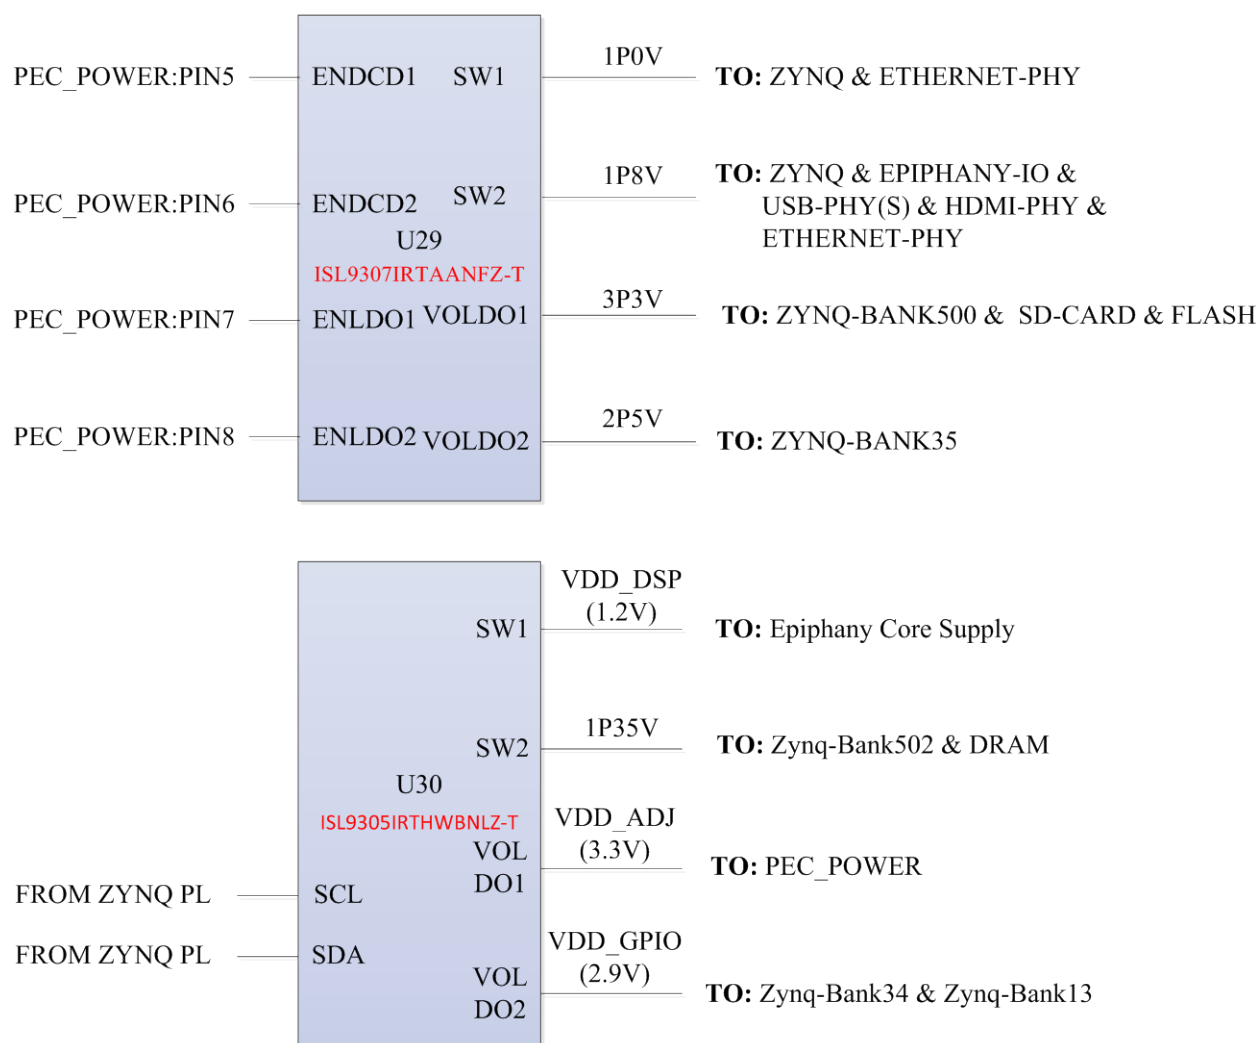 1P0V
PEC_POWER:PIN5
ENDCD1
SW1
TO: ZYNQ & ETHERNET-PHY
1P8V
TO: ZYNQ & EPIPHANY-IO &
USB-PHY(S) & HDMI-PHY &
ETHERNET-PHY
PEC_POWER:PIN6
ENDCD2
SW2
U29
ISL9307IRTAANFZ-T
3P3V
PEC_POWER:PIN7
ENLDO1
VOLDO1
TO: ZYNQ-BANK500 & SD-CARD & FLASH
2P5V
PEC_POWER:PIN8
ENLDO2
VOLDO2
TO: ZYNQ-BANK35
VDD_DSP
(1.2V)
SW1
TO: Epiphany Core Supply
1P35V
SW2
TO: Zynq-Bank502 & DRAM
U30
ISL9305IRTHWBNLZ-T
VDD_ADJ
(3.3V)
VOL
DO1
TO: PEC_POWER
FROM ZYNQ PL
SCL
FROM ZYNQ PL
SDA
VDD_GPIO
(2.9V)
VOL
DO2
TO: Zynq-Bank34 & Zynq-Bank13